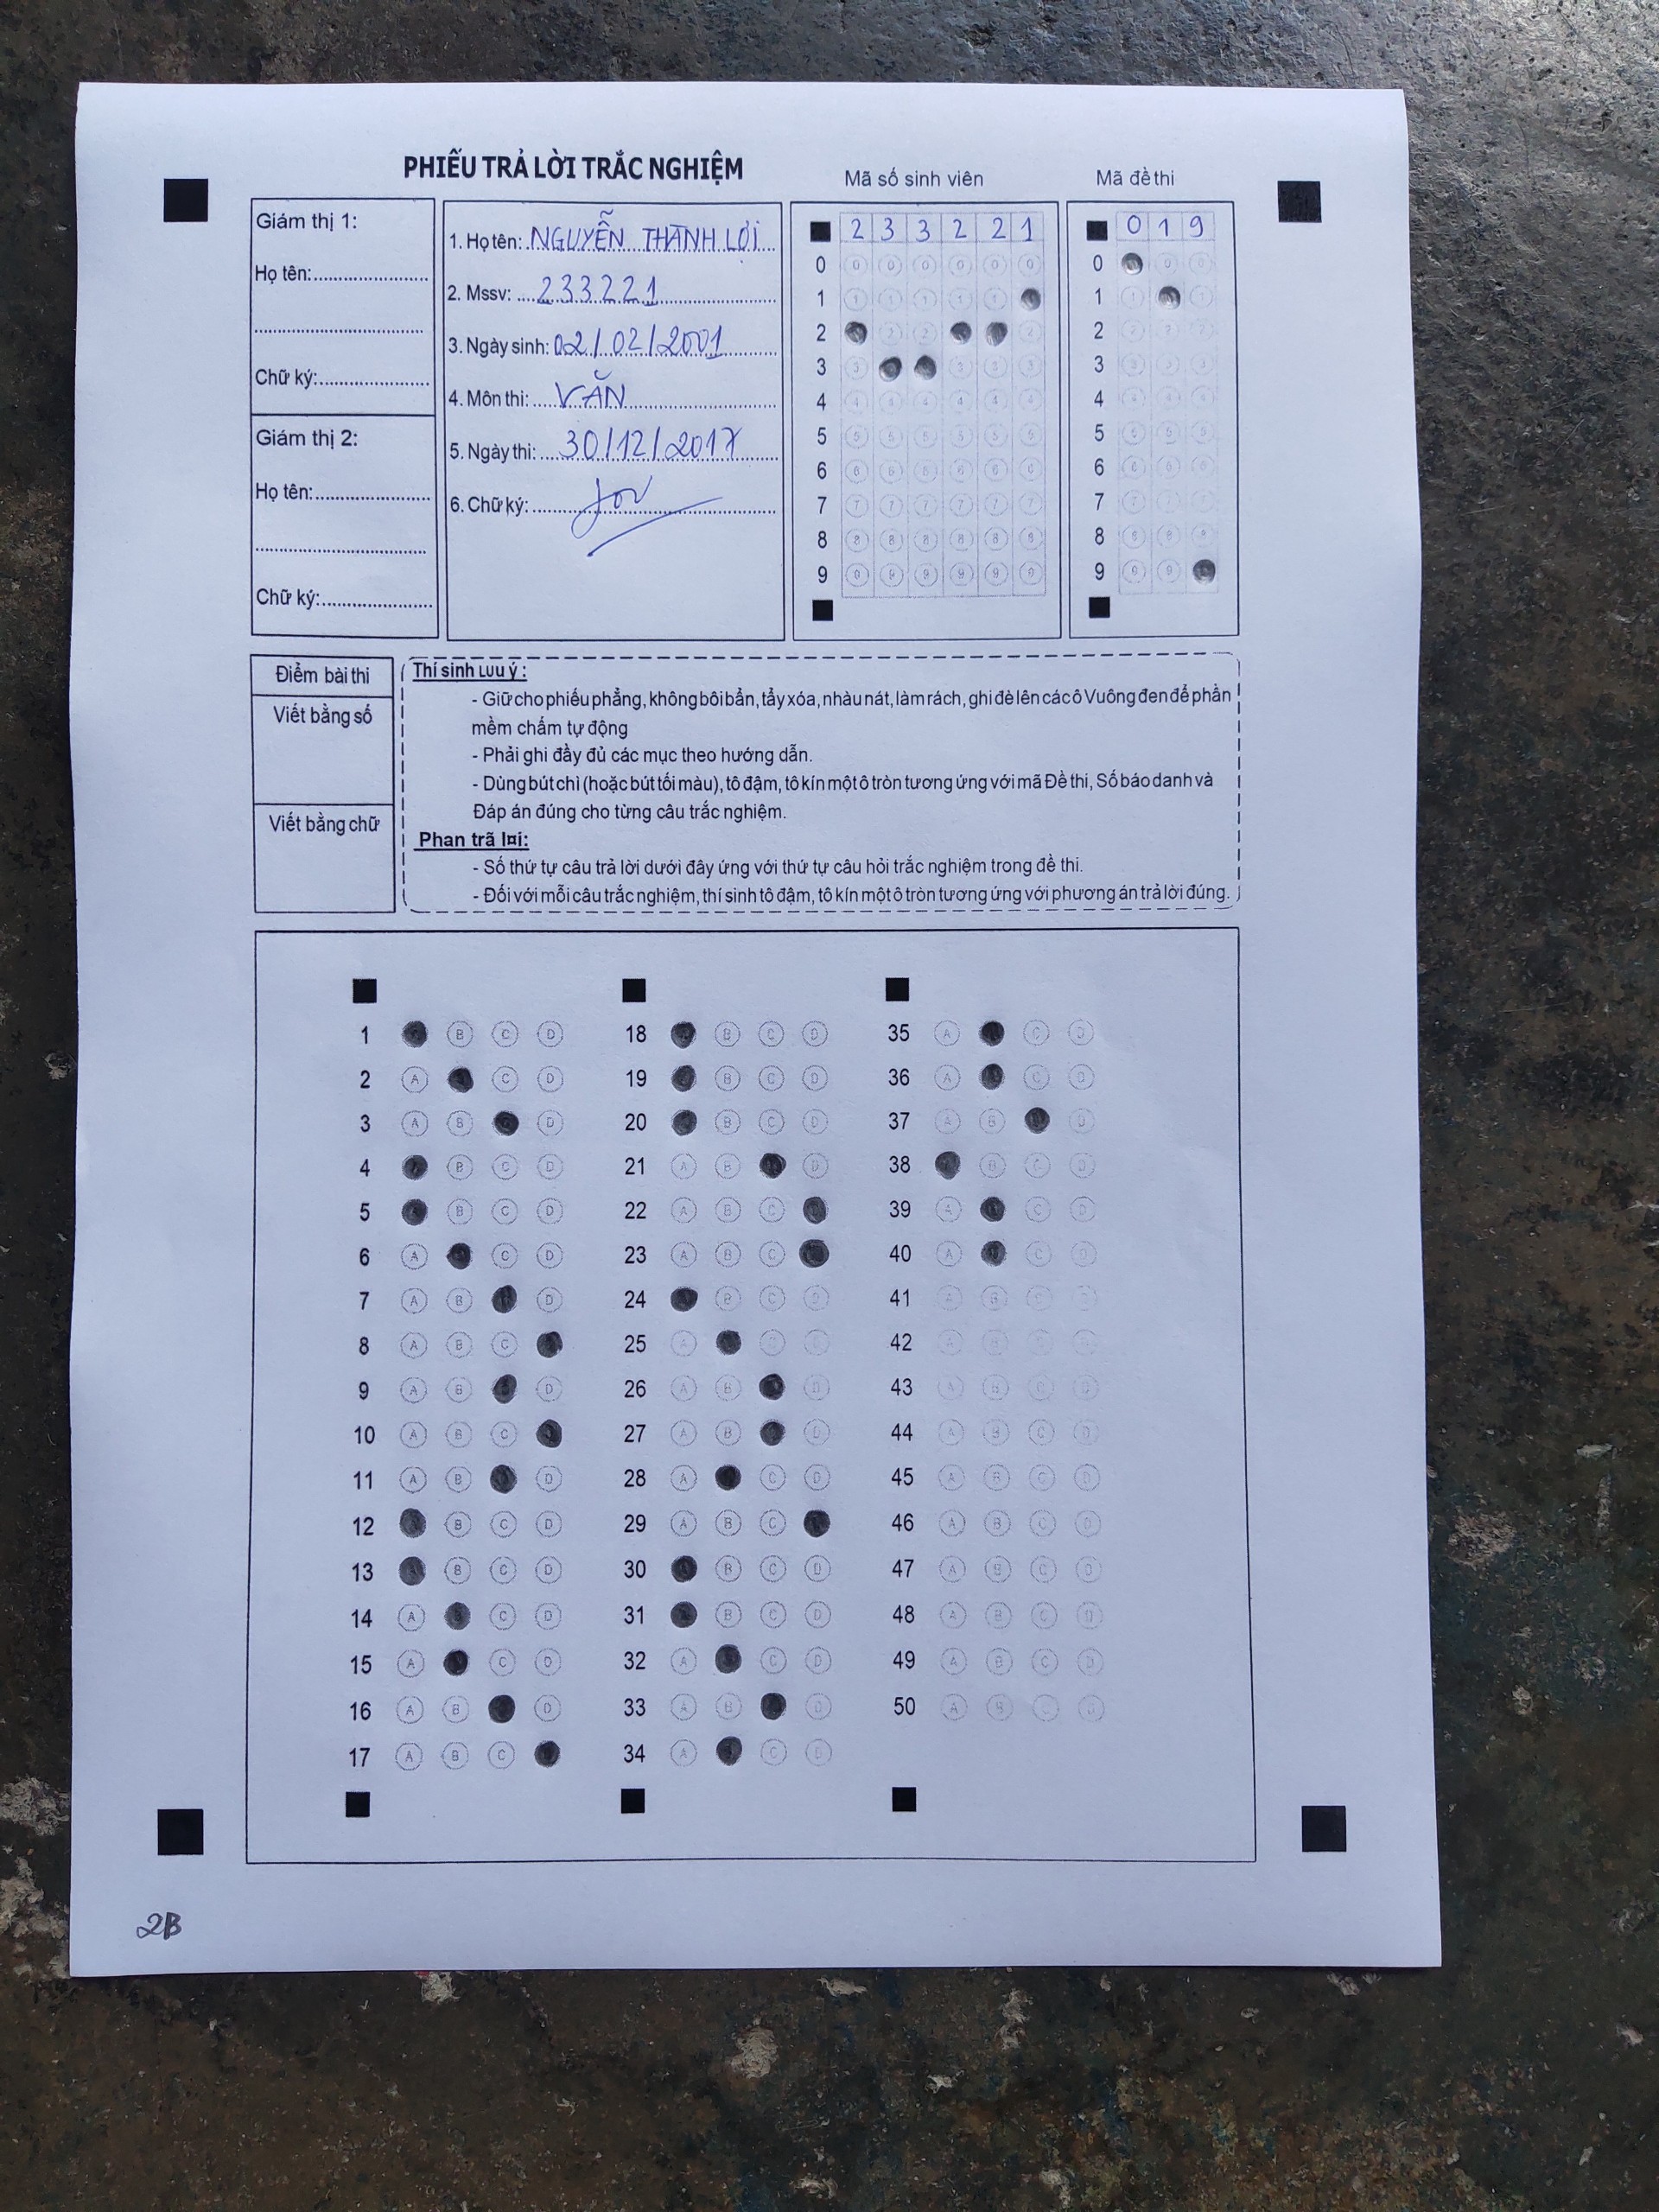 PHIẾU TRẢ LỜI TRẮC NGHIỆM
Giám thị 1:
Họ tên:
Chữ ký:
Giám thị 2:
Họ tên:
Chữ ký:
1. Họ tên: NGUYỄN THÀNH LỢI
2. Mssv: 233221
3. Ngày sinh: 02/02/2001
4. Môn thi: VĂN
5. Ngày thi: 30/12/2017
6. Chữ ký:
Mã số sinh viên
2 3 3 2 2 1
0 0 0 0 0 0 0
1 1 1 1 1 1
2 2 2 2
3 3 3 3 3
4 4 4 4 4 4 4
5 5 5 5 5 5 5
6 6 6 6 6 6 6
7 7 7 7 7 7 7
8 8 8 8 8 8 8
9 9 9 9 9 9 9
Mã đề thi
0 1 9
0 0 0
1 1 1
2 2 2 2
3 3 3 3
4 4 4 4
5 5 5 5
6 6 6 6
7 7 7 7
8 8 8 8
9 9 9
Điểm bài thi
Viết bằng số
Viết bằng chữ
Thí sinh LƯU ý :
- Giữ cho phiếu phẳng, không bôi bẩn, tẩy xóa, nhàu nát, làm rách, ghi đè lên các ô Vuông đen để phần
mềm chấm tự động
- Phải ghi đầy đủ các mục theo hướng dẫn.
- Dùng bút chì (hoặc bút tối màu), tô đậm, tô kín một ô tròn tương ứng với mã Đề thi, Số báo danh và
Đáp án đúng cho từng câu trắc nghiệm.
Phan trã l¤i:
- Số thứ tự câu trả lời dưới đây ứng với thứ tự câu hỏi trắc nghiệm trong đề thi.
- Đối với mỗi câu trắc nghiệm, thí sinh tô đậm, tô kín một ô tròn tương ứng với phương án trả lời đúng.
1 B C D
2 A C D
3 A B D
4 B C D
5 B C D
6 A C D
7 A B D
8 A B C
9 A B D
10 A B C
11 A B D
12 B C D
13 B C D
14 A C D
15 A C D
16 A B D
17 A B C
18 B C D
19 B C D
20 B C D
21 A B D
22 A B C
23 A B C
24 B C D
25 A C D
26 A B D
27 A B D
28 A C D
29 A B C
30 B C D
31 B C D
32 A C D
33 A B D
34 A C D
35 A C D
36 A C D
37 A B D
38 B C D
39 A C D
40 A C D
41 A B C D
42 A B C D
43 A B C D
44 A B C D
45 A B C D
46 A B C D
47 A B C D
48 A B C D
49 A B C D
50 A B C D
2B